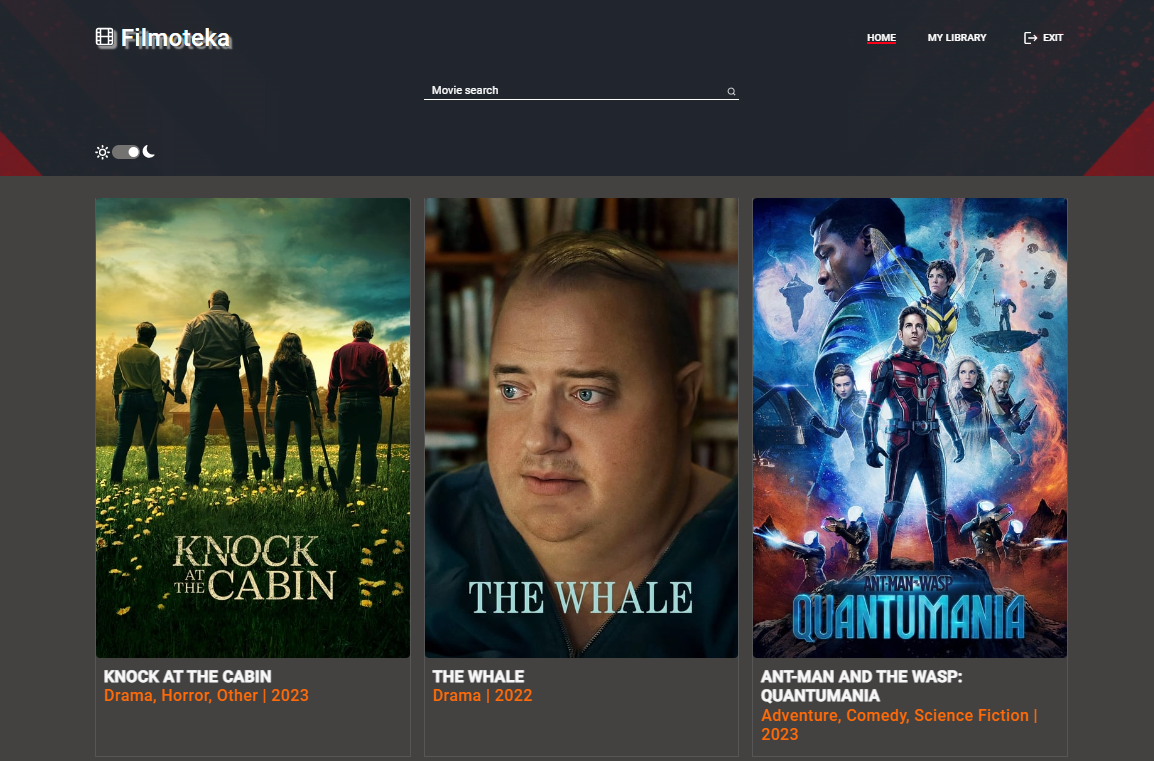 Filmoteka
HOME
MY LIBRARY
EXIT
Movie search
KNOCK
AT
THE CABIN
THE WHALE
ANT-MAN AND THE WASP
QUANTUMANIA
KNOCK AT THE CABIN
Drama, Horror, Other | 2023
THE WHALE
Drama | 2022
ANT-MAN AND THE WASP:
QUANTUMANIA
Adventure, Comedy, Science Fiction |
2023